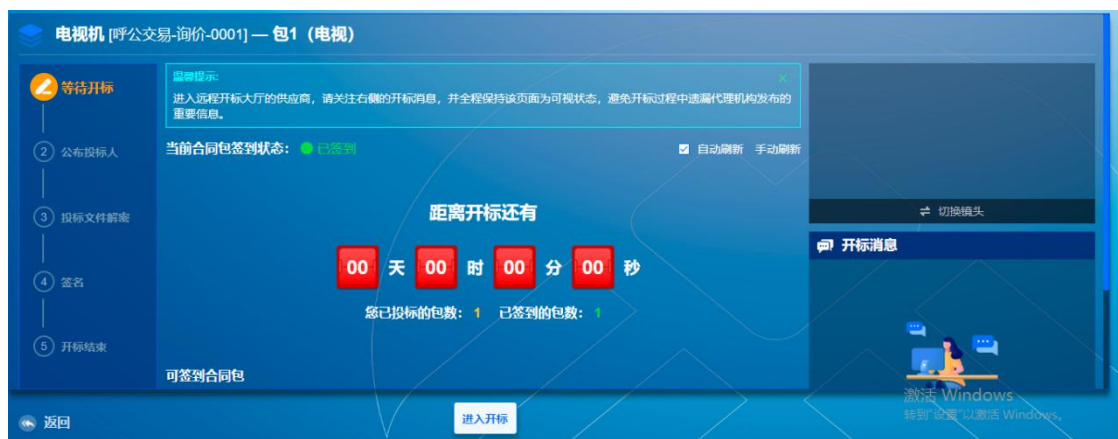 电视机 [呼公交易-询价-0001] — 包1（电视）
等待开标
2 公布投标人
3 投标文件解密
4 签名
5 开标结束
温馨提示:
进入远程开标大厅的供应商，请关注右侧的开标消息，并全程保持该页面为可视状态，避免开标过程中遗漏代理机构发布的
重要信息。
当前合同包签到状态： 已签到
自动刷新 手动刷新
距离开标还有
00 天 00 时 00 分 00 秒
您已投标的包数： 1 已签到的包数： 1
可签到合同包
切换镜头
开标消息
激活 Windows
转到"设置"以激活 Windows。
返回
进入开标